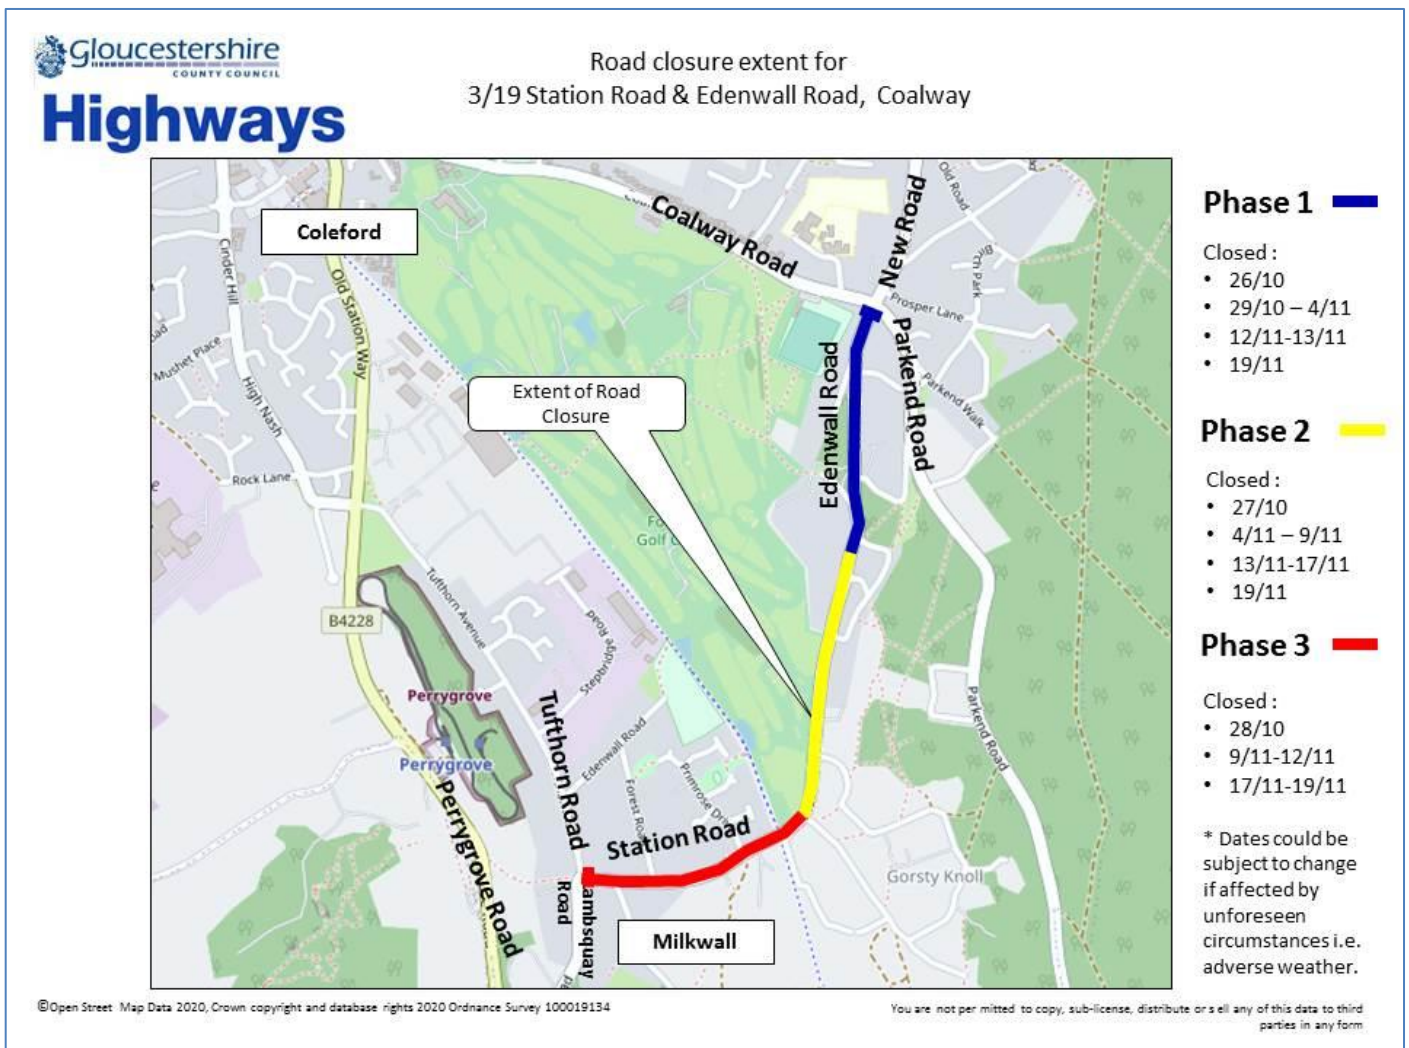 Gloucestershire
COUNTY COUNCIL
Highways
Road closure extent for
3/19 Station Road & Edenwall Road, Coalway
Coleford
Cinder Hill
Old Station Way
Mushet Place
High Nash
Rock Lane
Coalway Road
New Road
Old Road
Prosper Lane
Parkend Road
Parkend Walk
Edenwall Road
Extent of Road
Closure
B4228
Tufthorn Avenue
Stepbridge Road
Perrygrove
Perrygrove
Perrygrove Road
Tufthorn Road
Edenwall Road
Forest Road
Primrose Dri
Station Road
Parkend Road
Gorsty Knoll
ambsquay
Road
Milkwall
Phase 1
Closed :
• 26/10
• 29/10 – 4/11
• 12/11-13/11
• 19/11
Phase 2
Closed :
• 27/10
• 4/11 – 9/11
• 13/11-17/11
• 19/11
Phase 3
Closed :
• 28/10
• 9/11-12/11
• 17/11-19/11
* Dates could be
subject to change
if affected by
unforeseen
circumstances i.e.
adverse weather.
©Open Street Map Data 2020, Crown copyright and database rights 2020 Ordnance Survey 100019134
You are not per mitted to copy, sub-license, distribute or s ell any of this data to third
parties in any form